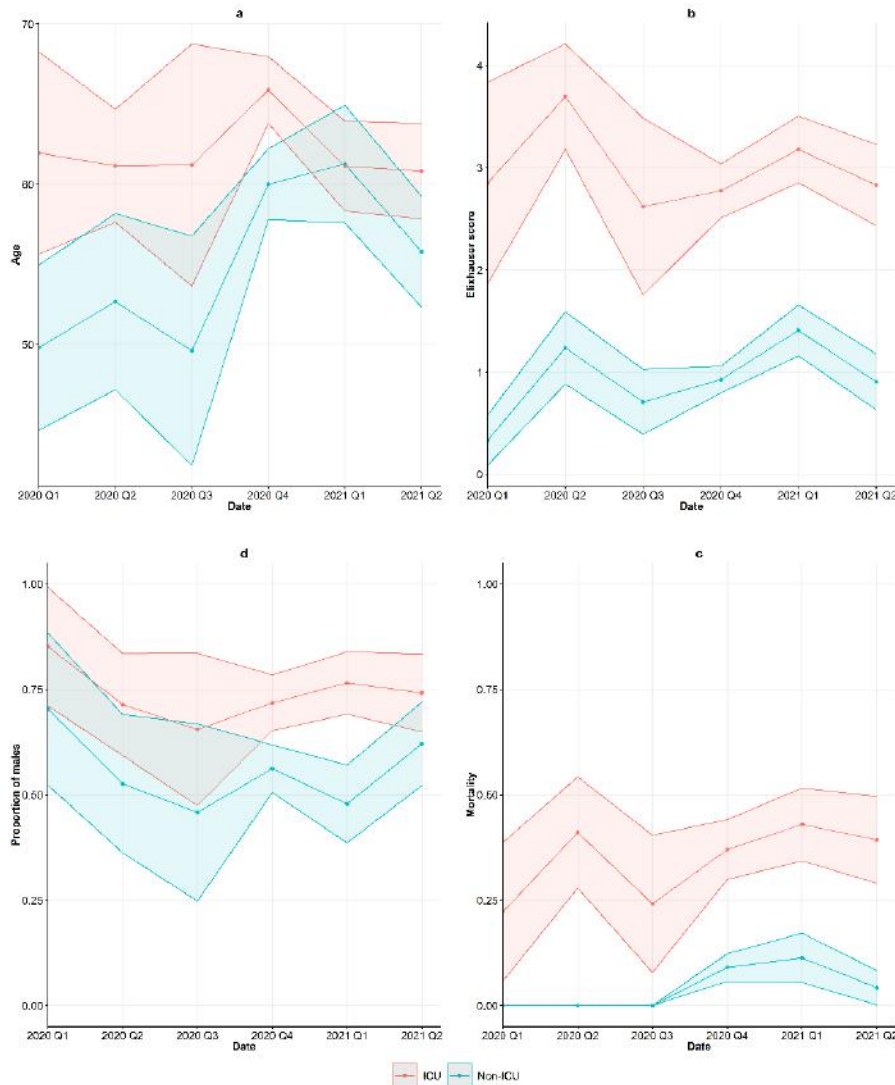 a
70
60
50
Age
2020 Q1
2020 Q2
2020 Q3
2020 Q4
2021 Q1
2021 Q2
Date
b
4
3
2
1
0
Elixhauser score
2020 Q1
2020 Q2
2020 Q3
2020 Q4
2021 Q1
2021 Q2
Date
d
1.00
0.75
0.50
0.25
0.00
Proportion of males
2020 Q1
2020 Q2
2020 Q3
2020 Q4
2021 Q1
2021 Q2
Date
c
1.00
0.75
0.50
0.25
0.00
Mortality
2020 Q1
2020 Q2
2020 Q3
2020 Q4
2021 Q1
2021 Q2
Date
ICU
Non-ICU